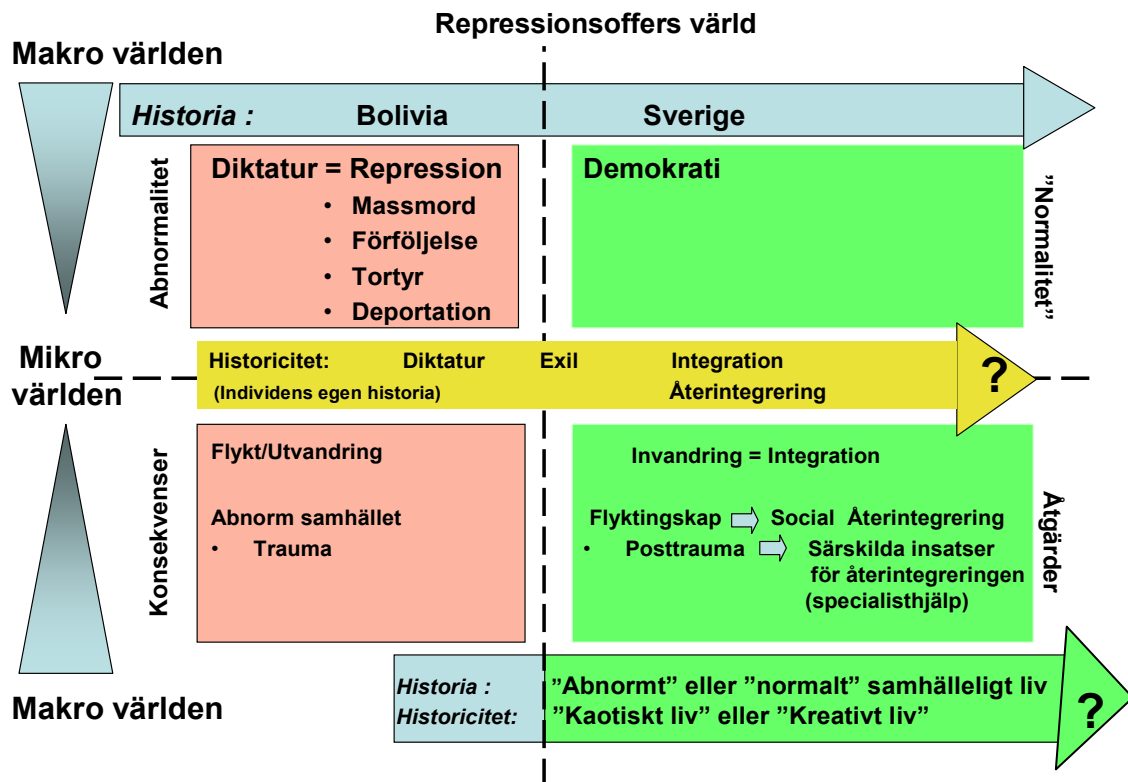 Repressionsoffers värld
Makro världen
Historia : Bolivia Sverige
Abnormalitet
Diktatur = Repression
• Massmord
• Förföljelse
• Tortyr
• Deportation
Demokrati
”Normalitet”
Mikro
världen
Historicitet: Diktatur Exil Integration
(Individens egen historia) Återintegrering
?
Konsekvenser
Flykt/Utvandring
Abnorm samhället
• Trauma
Invandring = Integration
Flyktingskap Social Återintegrering
• Posttrauma Särskilda insatser
för återintegreringen
(specialisthjälp)
Åtgärder
Makro världen
Historia : ”Abnormt” eller ”normalt” samhälleligt liv
Historicitet: ”Kaotiskt liv” eller ”Kreativt liv”
?